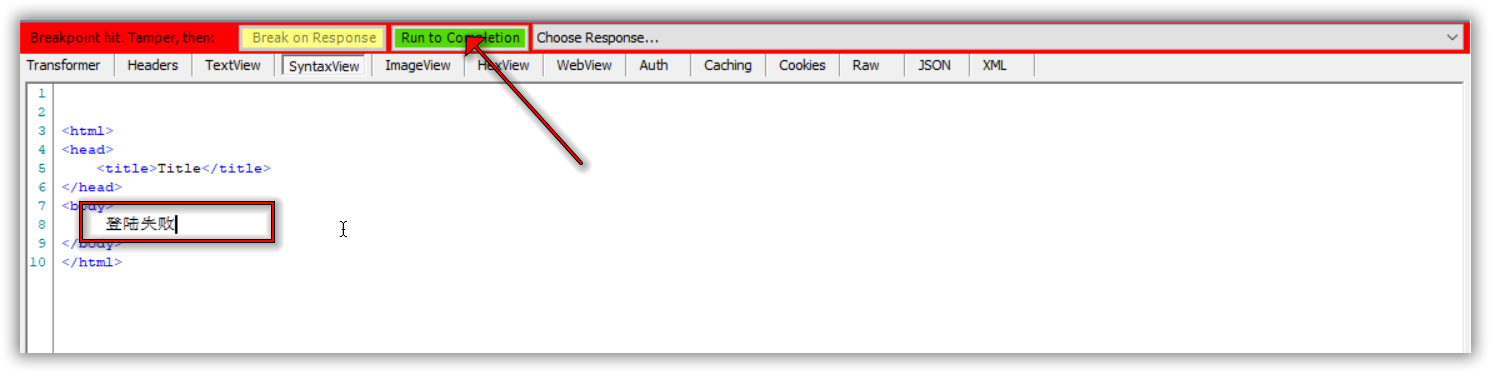 Breakpoint hit. Tamper, then: Break on Response Run to Completion Choose Response...
Transformer Headers TextView SyntaxView ImageView HexView WebView Auth Caching Cookies Raw JSON XML
1
2
3 <html>
4 <head>
5 <title>Title</title>
6 </head>
7 <body>
8 登陆失败
9 </body>
10 </html>